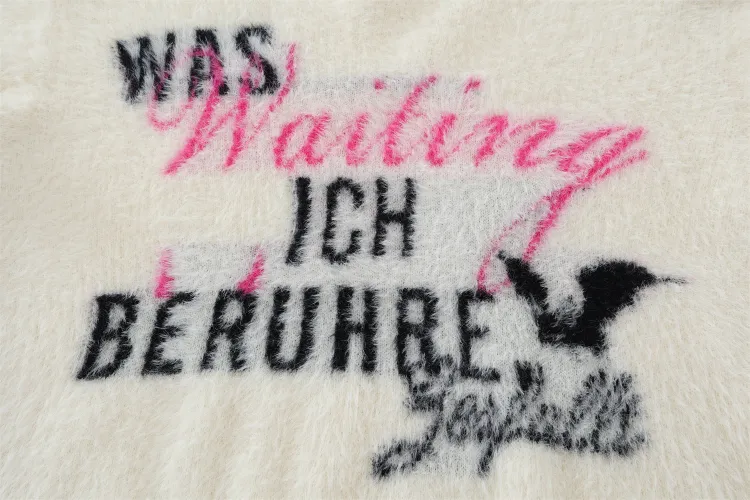 WAS
Waiting
ICH
BERUHRE